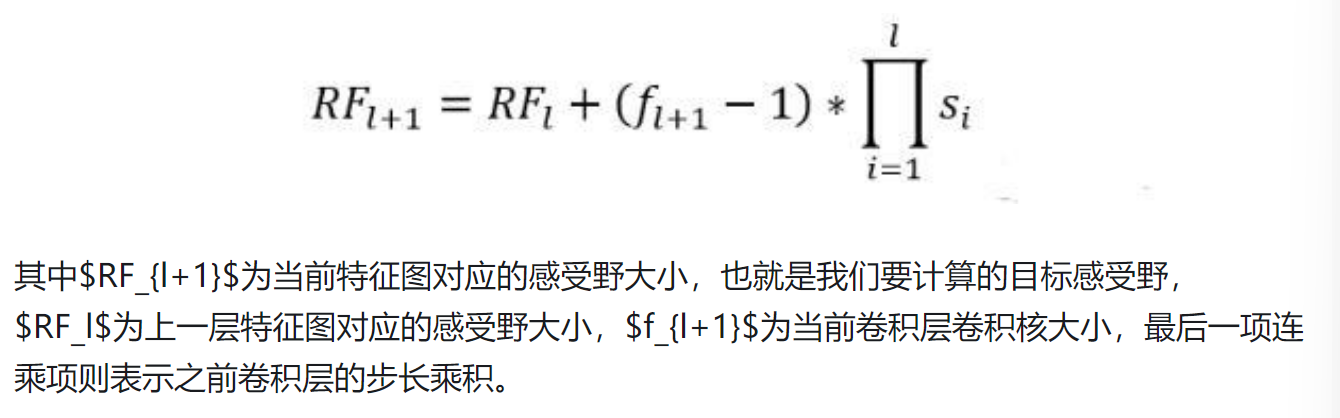 RF_{l+1} = RF_l + (f_{l+1} − 1) * ∏_{i=1}^{l} s_i
其中$RF_{l+1}$为当前特征图对应的感受野大小，也就是我们要计算的目标感受野，
$RF_l$为上一层特征图对应的感受野大小，$f_{l+1}$为当前卷积层卷积核大小，最后一项连
乘项则表示之前卷积层的步长乘积。